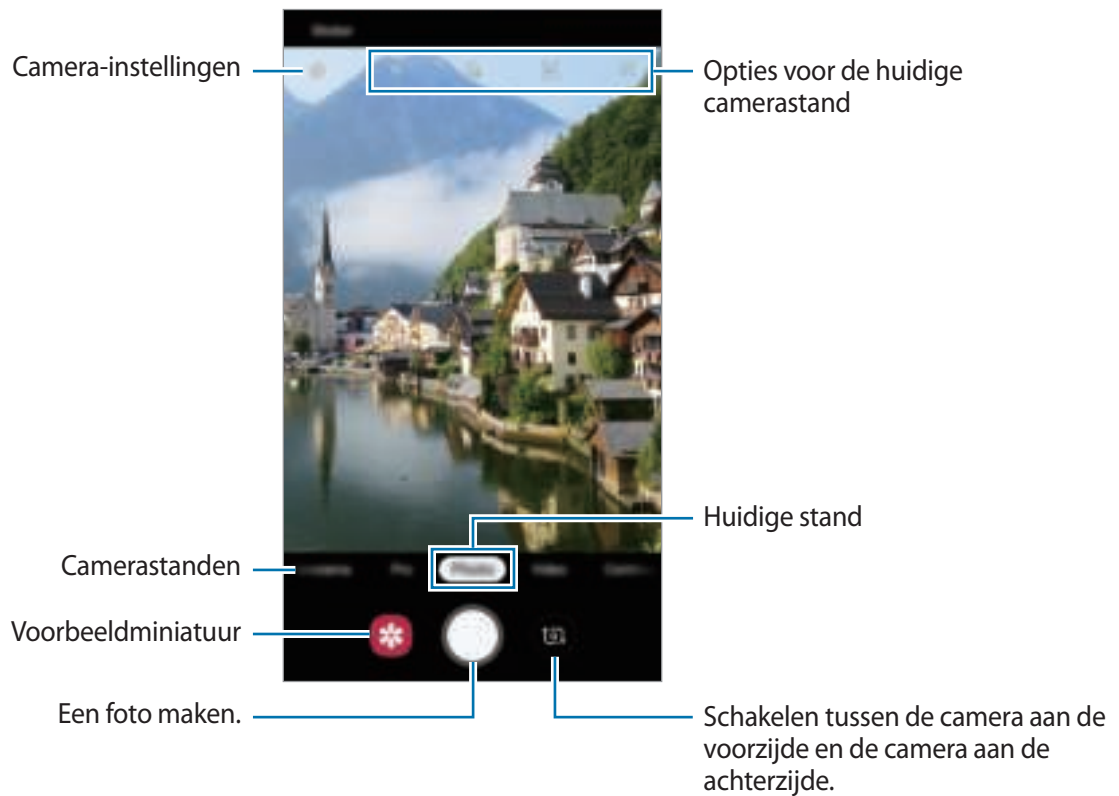 Camera-instellingen
Opties voor de huidige
camerastand
Huidige stand
Camerastanden
Voorbeeldminiatuur
Een foto maken.
Schakelen tussen de camera aan de
voorzijde en de camera aan de
achterzijde.